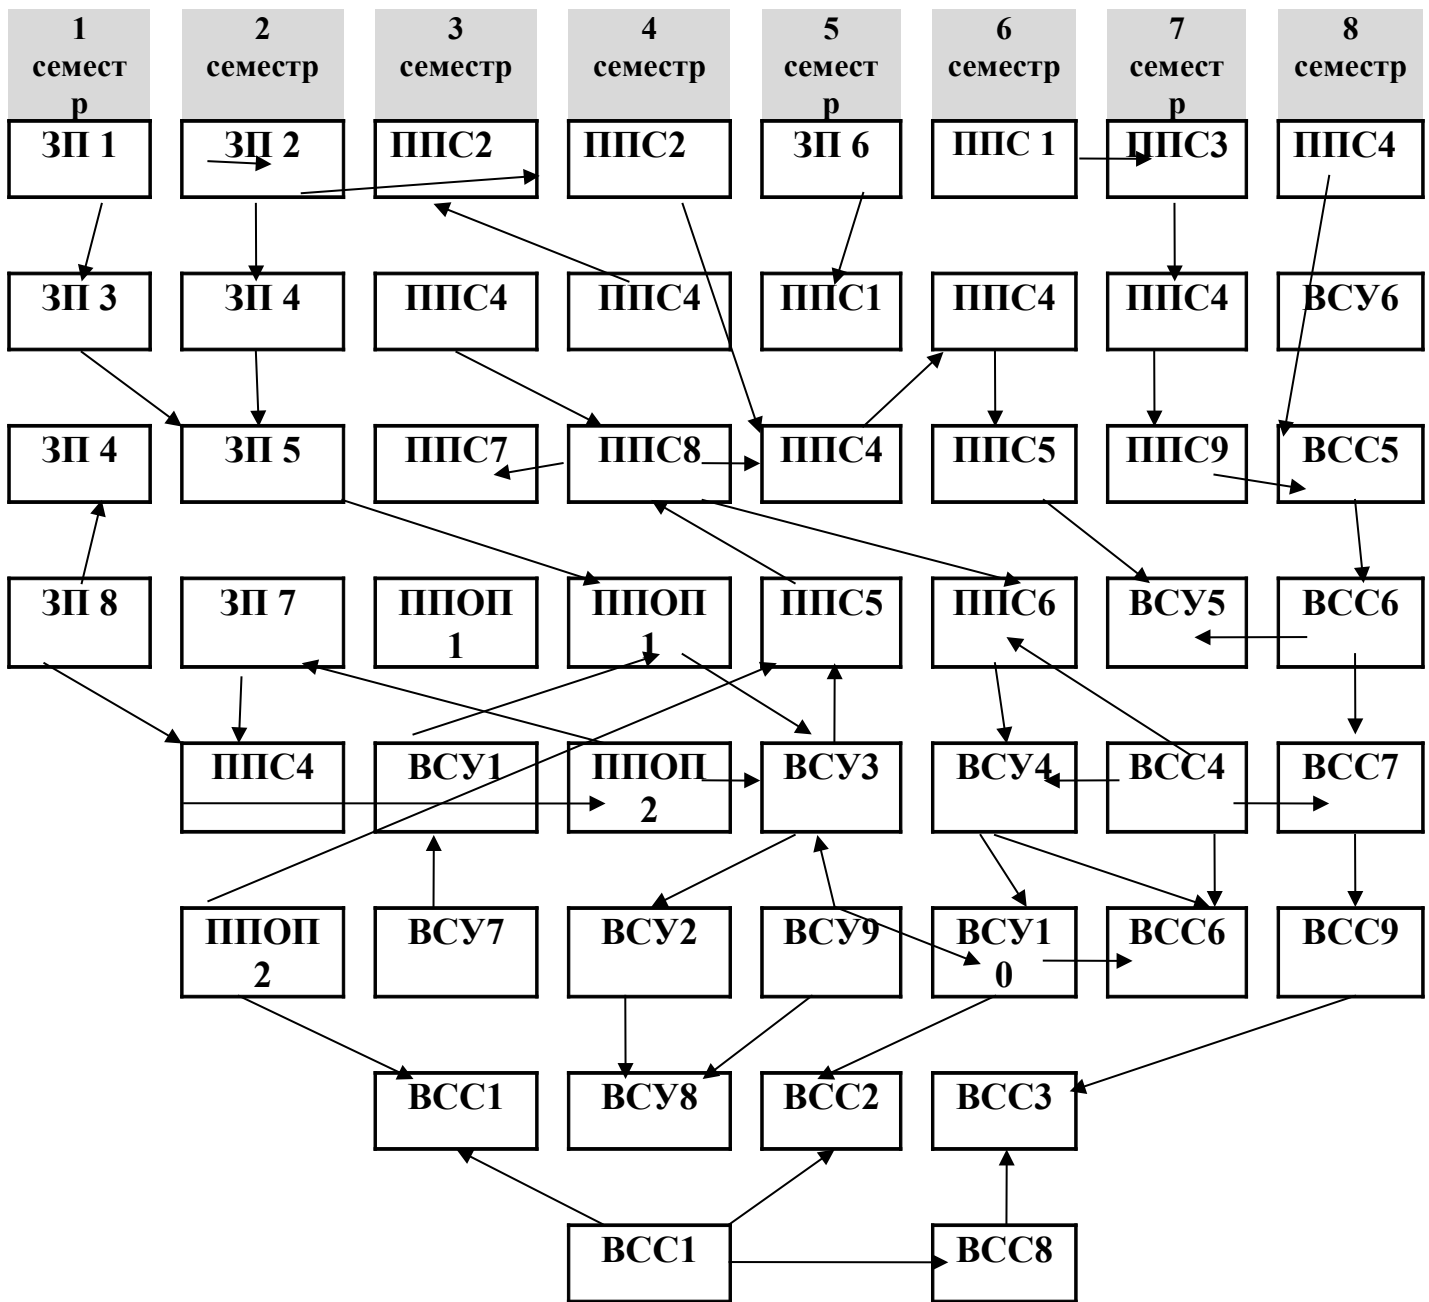 1 семест р
2 семестр
3 семестр
4 семестр
5 семест р
6 семестр
7 семест р
8 семестр
ЗП 1
ЗП 2
ППС2
ППС2
ЗП 6
ППС 1
ППС3
ППС4
ЗП 3
ЗП 4
ППС4
ППС4
ППС1
ППС4
ППС4
ВСУ6
ЗП 4
ЗП 5
ППС7
ППС8
ППС4
ППС5
ППС9
ВСС5
ЗП 8
ЗП 7
ППОП 1
ППОП 1
ППС5
ППС6
ВСУ5
ВСС6
ППС4
ВСУ1
ППОП 2
ВСУ3
ВСУ4
ВСС4
ВСС7
ППОП 2
ВСУ7
ВСУ2
ВСУ9
ВСУ1 0
ВСС6
ВСС9
ВСС1
ВСУ8
ВСС2
ВСС3
ВСС1
ВСС8